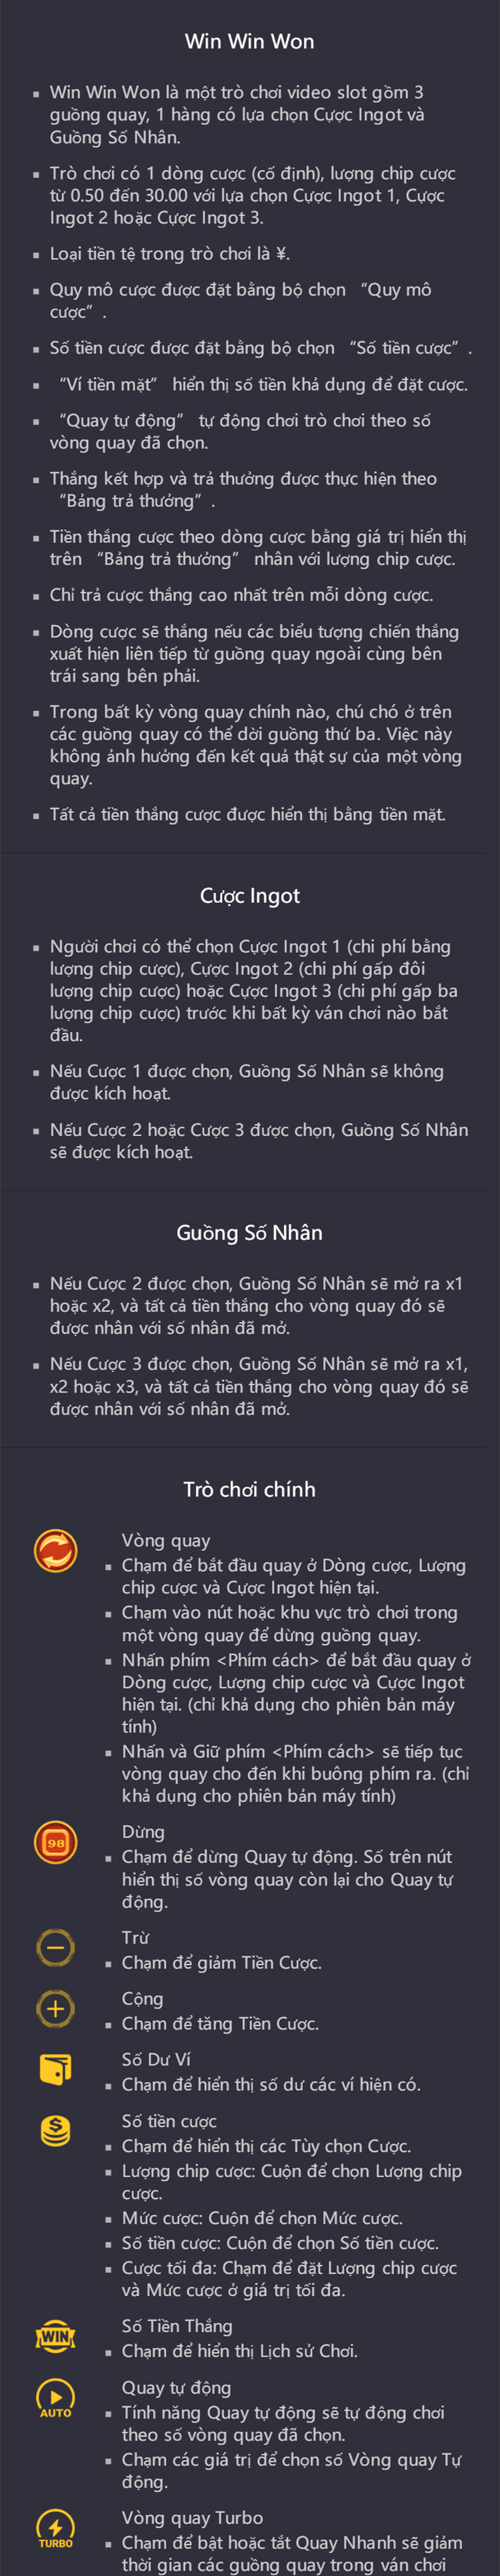 Win Win Won
▪ Win Win Won là một trò chơi video slot gồm 3
guồng quay, 1 hàng có lựa chọn Cược Ingot và
Guồng Số Nhân.
▪ Trò chơi có 1 dòng cược (cố định), lượng chip cược
từ 0.50 đến 30.00 với lựa chọn Cược Ingot 1, Cược
Ingot 2 hoặc Cược Ingot 3.
▪ Loại tiền tệ trong trò chơi là ¥.
▪ Quy mô cược được đặt bằng bộ chọn “Quy mô
cược” .
▪ Số tiền cược được đặt bằng bộ chọn “Số tiền cược” .
▪ “Ví tiền mặt” hiển thị số tiền khả dụng để đặt cược.
▪ “Quay tự động” tự động chơi trò chơi theo số
vòng quay đã chọn.
▪ Thắng kết hợp và trả thưởng được thực hiện theo
“Bảng trả thưởng” .
▪ Tiền thắng cược theo dòng cược bằng giá trị hiển thị
trên “Bảng trả thưởng” nhân với lượng chip cược.
▪ Chỉ trả cược thắng cao nhất trên mỗi dòng cược.
▪ Dòng cược sẽ thắng nếu các biểu tượng chiến thắng
xuất hiện liên tiếp từ guồng quay ngoài cùng bên
trái sang bên phải.
▪ Trong bất kỳ vòng quay chính nào, chú chó ở trên
các guồng quay có thể dời guồng thứ ba. Việc này
không ảnh hưởng đến kết quả thật sự của một vòng
quay.
▪ Tất cả tiền thắng cược được hiển thị bằng tiền mặt.
Cược Ingot
▪ Người chơi có thể chọn Cược Ingot 1 (chi phí bằng
lượng chip cược), Cược Ingot 2 (chi phí gấp đôi
lượng chip cược) hoặc Cược Ingot 3 (chi phí gấp ba
lượng chip cược) trước khi bất kỳ ván chơi nào bắt
đầu.
▪ Nếu Cược 1 được chọn, Guồng Số Nhân sẽ không
được kích hoạt.
▪ Nếu Cược 2 hoặc Cược 3 được chọn, Guồng Số Nhân
sẽ được kích hoạt.
Guồng Số Nhân
▪ Nếu Cược 2 được chọn, Guồng Số Nhân sẽ mở ra x1
hoặc x2, và tất cả tiền thắng cho vòng quay đó sẽ
được nhân với số nhân đã mở.
▪ Nếu Cược 3 được chọn, Guồng Số Nhân sẽ mở ra x1,
x2 hoặc x3, và tất cả tiền thắng cho vòng quay đó sẽ
được nhân với số nhân đã mở.
Trò chơi chính
Vòng quay
▪ Chạm để bắt đầu quay ở Dòng cược, Lượng
chip cược và Cược Ingot hiện tại.
▪ Chạm vào nút hoặc khu vực trò chơi trong
một vòng quay để dừng guồng quay.
▪ Nhấn phím <Phím cách> để bắt đầu quay ở
Dòng cược, Lượng chip cược và Cược Ingot
hiện tại. (chỉ khả dụng cho phiên bản máy
tính)
▪ Nhấn và Giữ phím <Phím cách> sẽ tiếp tục
vòng quay cho đến khi buông phím ra. (chỉ
khả dụng cho phiên bản máy tính)
98
Dừng
▪ Chạm để dừng Quay tự động. Số trên nút
hiển thị số vòng quay còn lại cho Quay tự
động.
Trừ
▪ Chạm để giảm Tiền Cược.
Cộng
▪ Chạm để tăng Tiền Cược.
Số Dư Ví
▪ Chạm để hiển thị số dư các ví hiện có.
Số tiền cược
▪ Chạm để hiển thị các Tùy chọn Cược.
▪ Lượng chip cược: Cuộn để chọn Lượng chip
cược.
▪ Mức cược: Cuộn để chọn Mức cược.
▪ Số tiền cược: Cuộn để chọn Số tiền cược.
▪ Cược tối đa: Chạm để đặt Lượng chip cược
và Mức cược ở giá trị tối đa.
WIN
Số Tiền Thắng
▪ Chạm để hiển thị Lịch sử Chơi.
AUTO
Quay tự động
▪ Tính năng Quay tự động sẽ tự động chơi
theo số vòng quay đã chọn.
▪ Chạm các giá trị để chọn số Vòng quay Tự
động.
TURBO
Vòng quay Turbo
▪ Chạm để bật hoặc tắt Quay Nhanh sẽ giảm
thời gian các guồng quay trong ván chơi